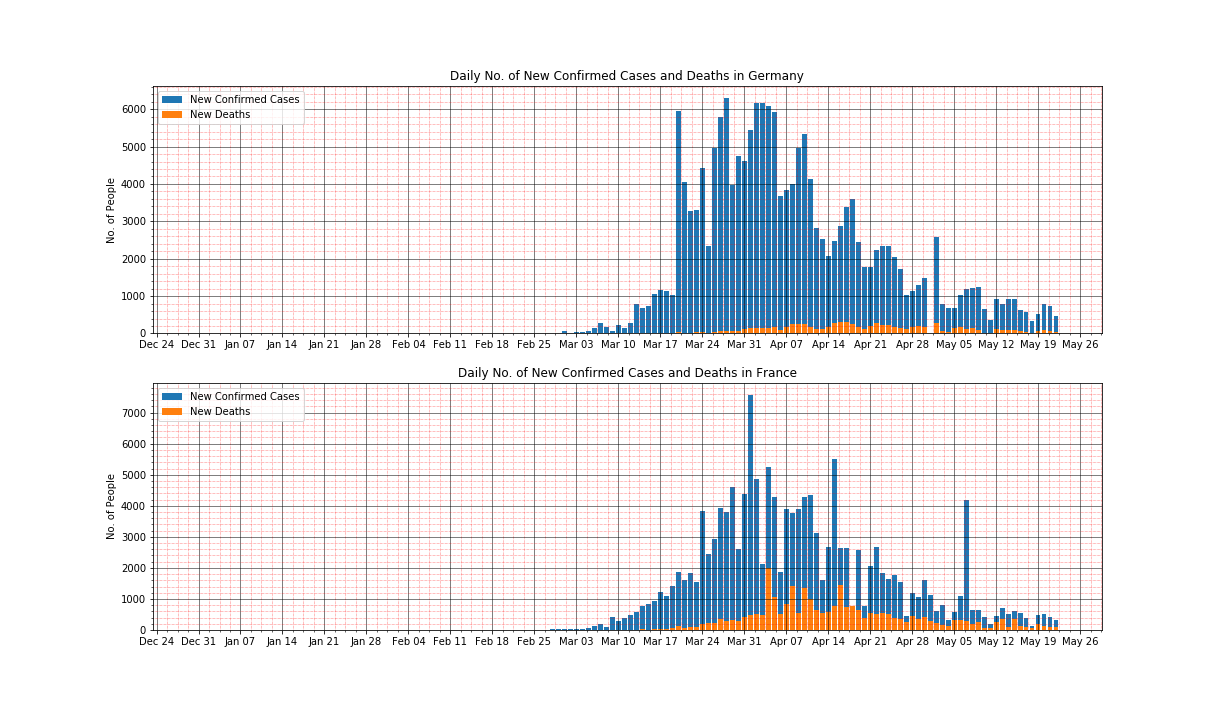 Daily No. of New Confirmed Cases and Deaths in Germany
New Confirmed Cases
New Deaths
No. of People
6000
5000
4000
3000
2000
1000
0
Dec 24 Dec 31 Jan 07 Jan 14 Jan 21 Jan 28 Feb 04 Feb 11 Feb 18 Feb 25 Mar 03 Mar 10 Mar 17 Mar 24 Mar 31 Apr 07 Apr 14 Apr 21 Apr 28 May 05 May 12 May 19 May 26
Daily No. of New Confirmed Cases and Deaths in France
New Confirmed Cases
New Deaths
No. of People
7000
6000
5000
4000
3000
2000
1000
0
Dec 24 Dec 31 Jan 07 Jan 14 Jan 21 Jan 28 Feb 04 Feb 11 Feb 18 Feb 25 Mar 03 Mar 10 Mar 17 Mar 24 Mar 31 Apr 07 Apr 14 Apr 21 Apr 28 May 05 May 12 May 19 May 26